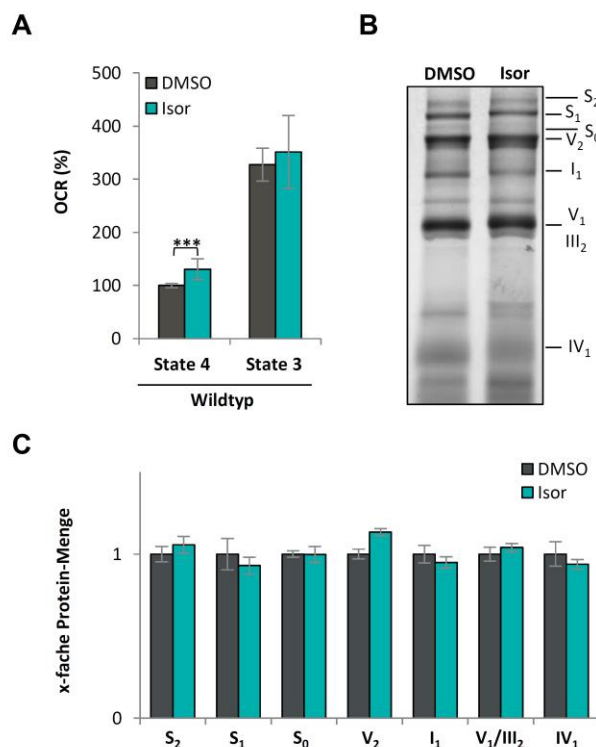 A
OCR (%)
500
400
300
200
100
0
DMSO
Isor
***
State 4
State 3
Wildtyp
B
DMSO
Isor
S₂
S₁
S₀
V₂
I₁
V₁
III₂
IV₁
C
x-fache Protein-Menge
1
0
DMSO
Isor
S₂
S₁
S₀
V₂
I₁
V₁/III₂
IV₁